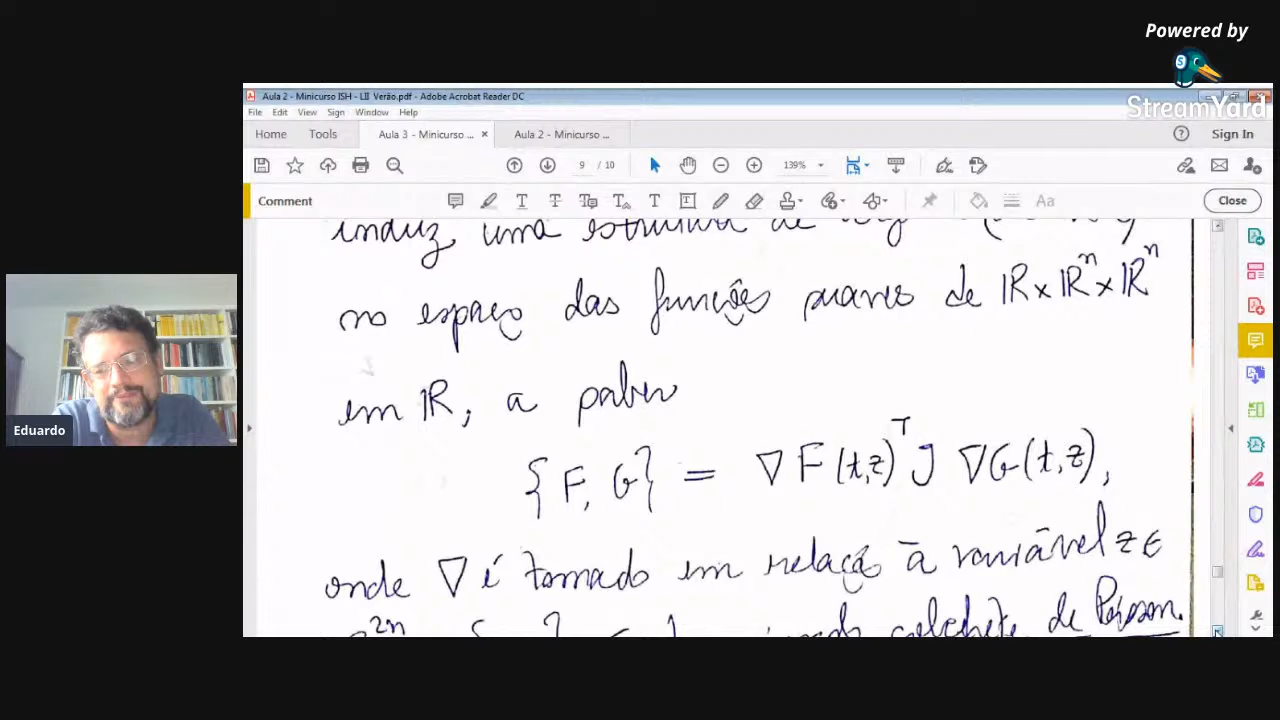 Powered by
StreamYard
Aula 2 - Minicurso ISH - LII Verão.pdf - Adobe Acrobat Reader DC
File Edit View Sign Window Help
Home Tools Aula 3 - Minicurso ... × Aula 2 - Minicurso ...
Sign In
9 / 10 139%
Comment
Close
induz uma estrutura de
no espaço das funções suaves de ℝ×ℝⁿ×ℝⁿ
em ℝ, a saber
{F, G} = ∇F(t,z)ᵀ J ∇G(t,z),
onde ∇ é tomado em relação à variável z ∈
colchete de Poisson.
Eduardo